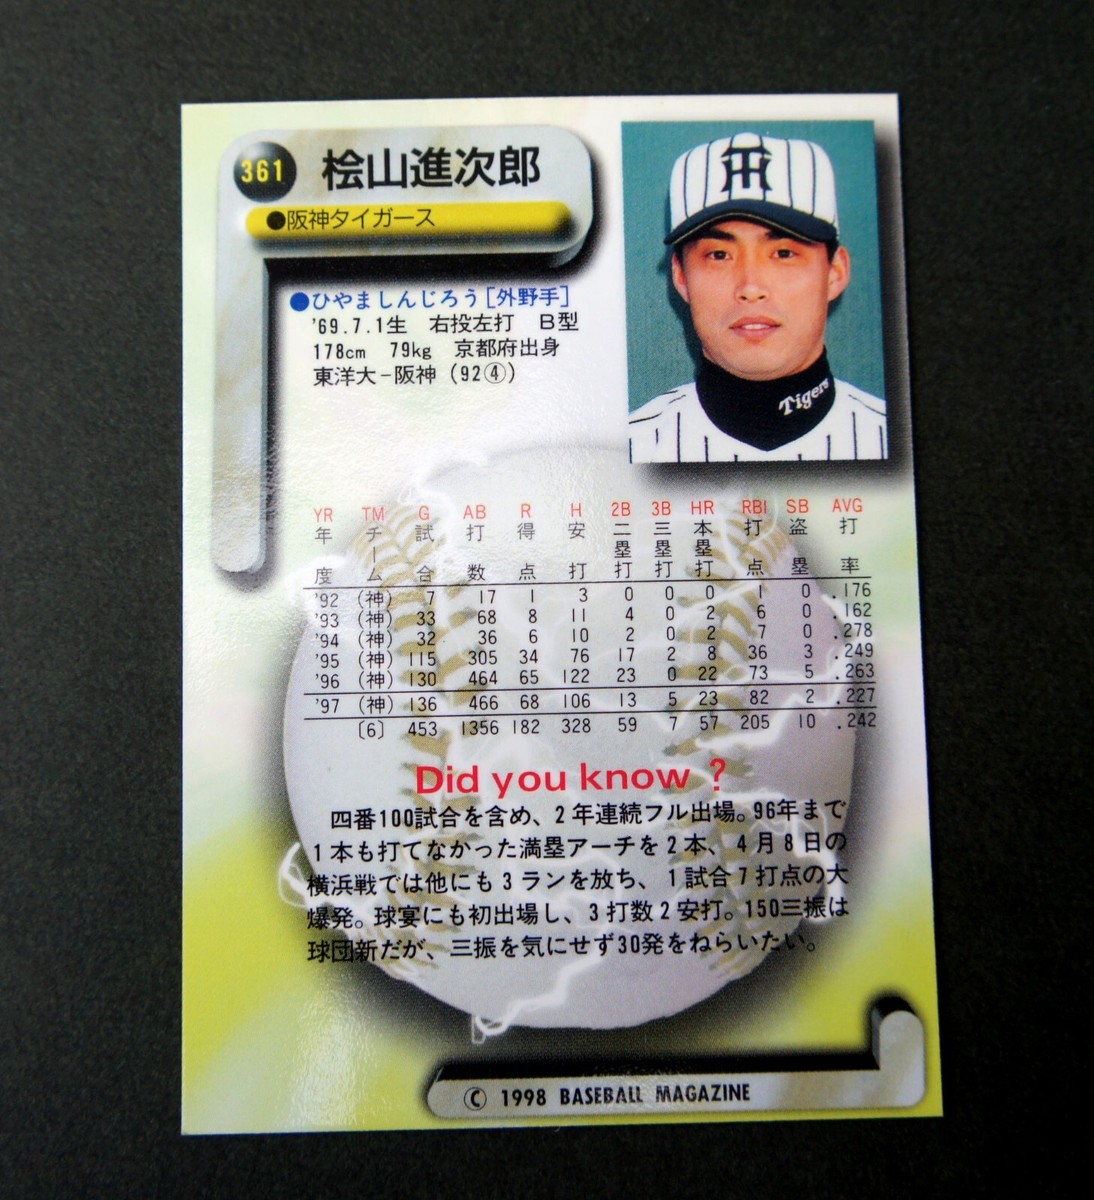 361 桧山進次郎
●阪神タイガース
●ひやましんじろう[外野手]
'69.7.1生 右投左打 B型
178cm 79kg 京都府出身
東洋大-阪神(92④)
Tigers
YR TM G AB R H 2B 3B HR RBI SB AVG
年度 チーム 試合 打数 得点 安打 二塁打 三塁打 本塁打 打点 盗塁 打率
'92 (神) 7 17 1 3 0 0 0 1 0 .176
'93 (神) 33 68 8 11 4 0 2 6 0 .162
'94 (神) 32 36 6 10 2 0 2 7 0 .278
'95 (神) 115 305 34 76 17 2 8 36 3 .249
'96 (神) 130 464 65 122 23 0 22 73 5 .263
'97 (神) 136 466 68 106 13 5 23 82 2 .227
[6] 453 1356 182 328 59 7 57 205 10 .242
Did you know ?
四番100試合を含め、2年連続フル出場。96年まで
1本も打てなかった満塁アーチを2本、4月8日の
横浜戦では他にも3ランを放ち、1試合7打点の大
爆発。球宴にも初出場し、3打数2安打。150三振は
球団新だが、三振を気にせず30発をねらいたい。
© 1998 BASEBALL MAGAZINE